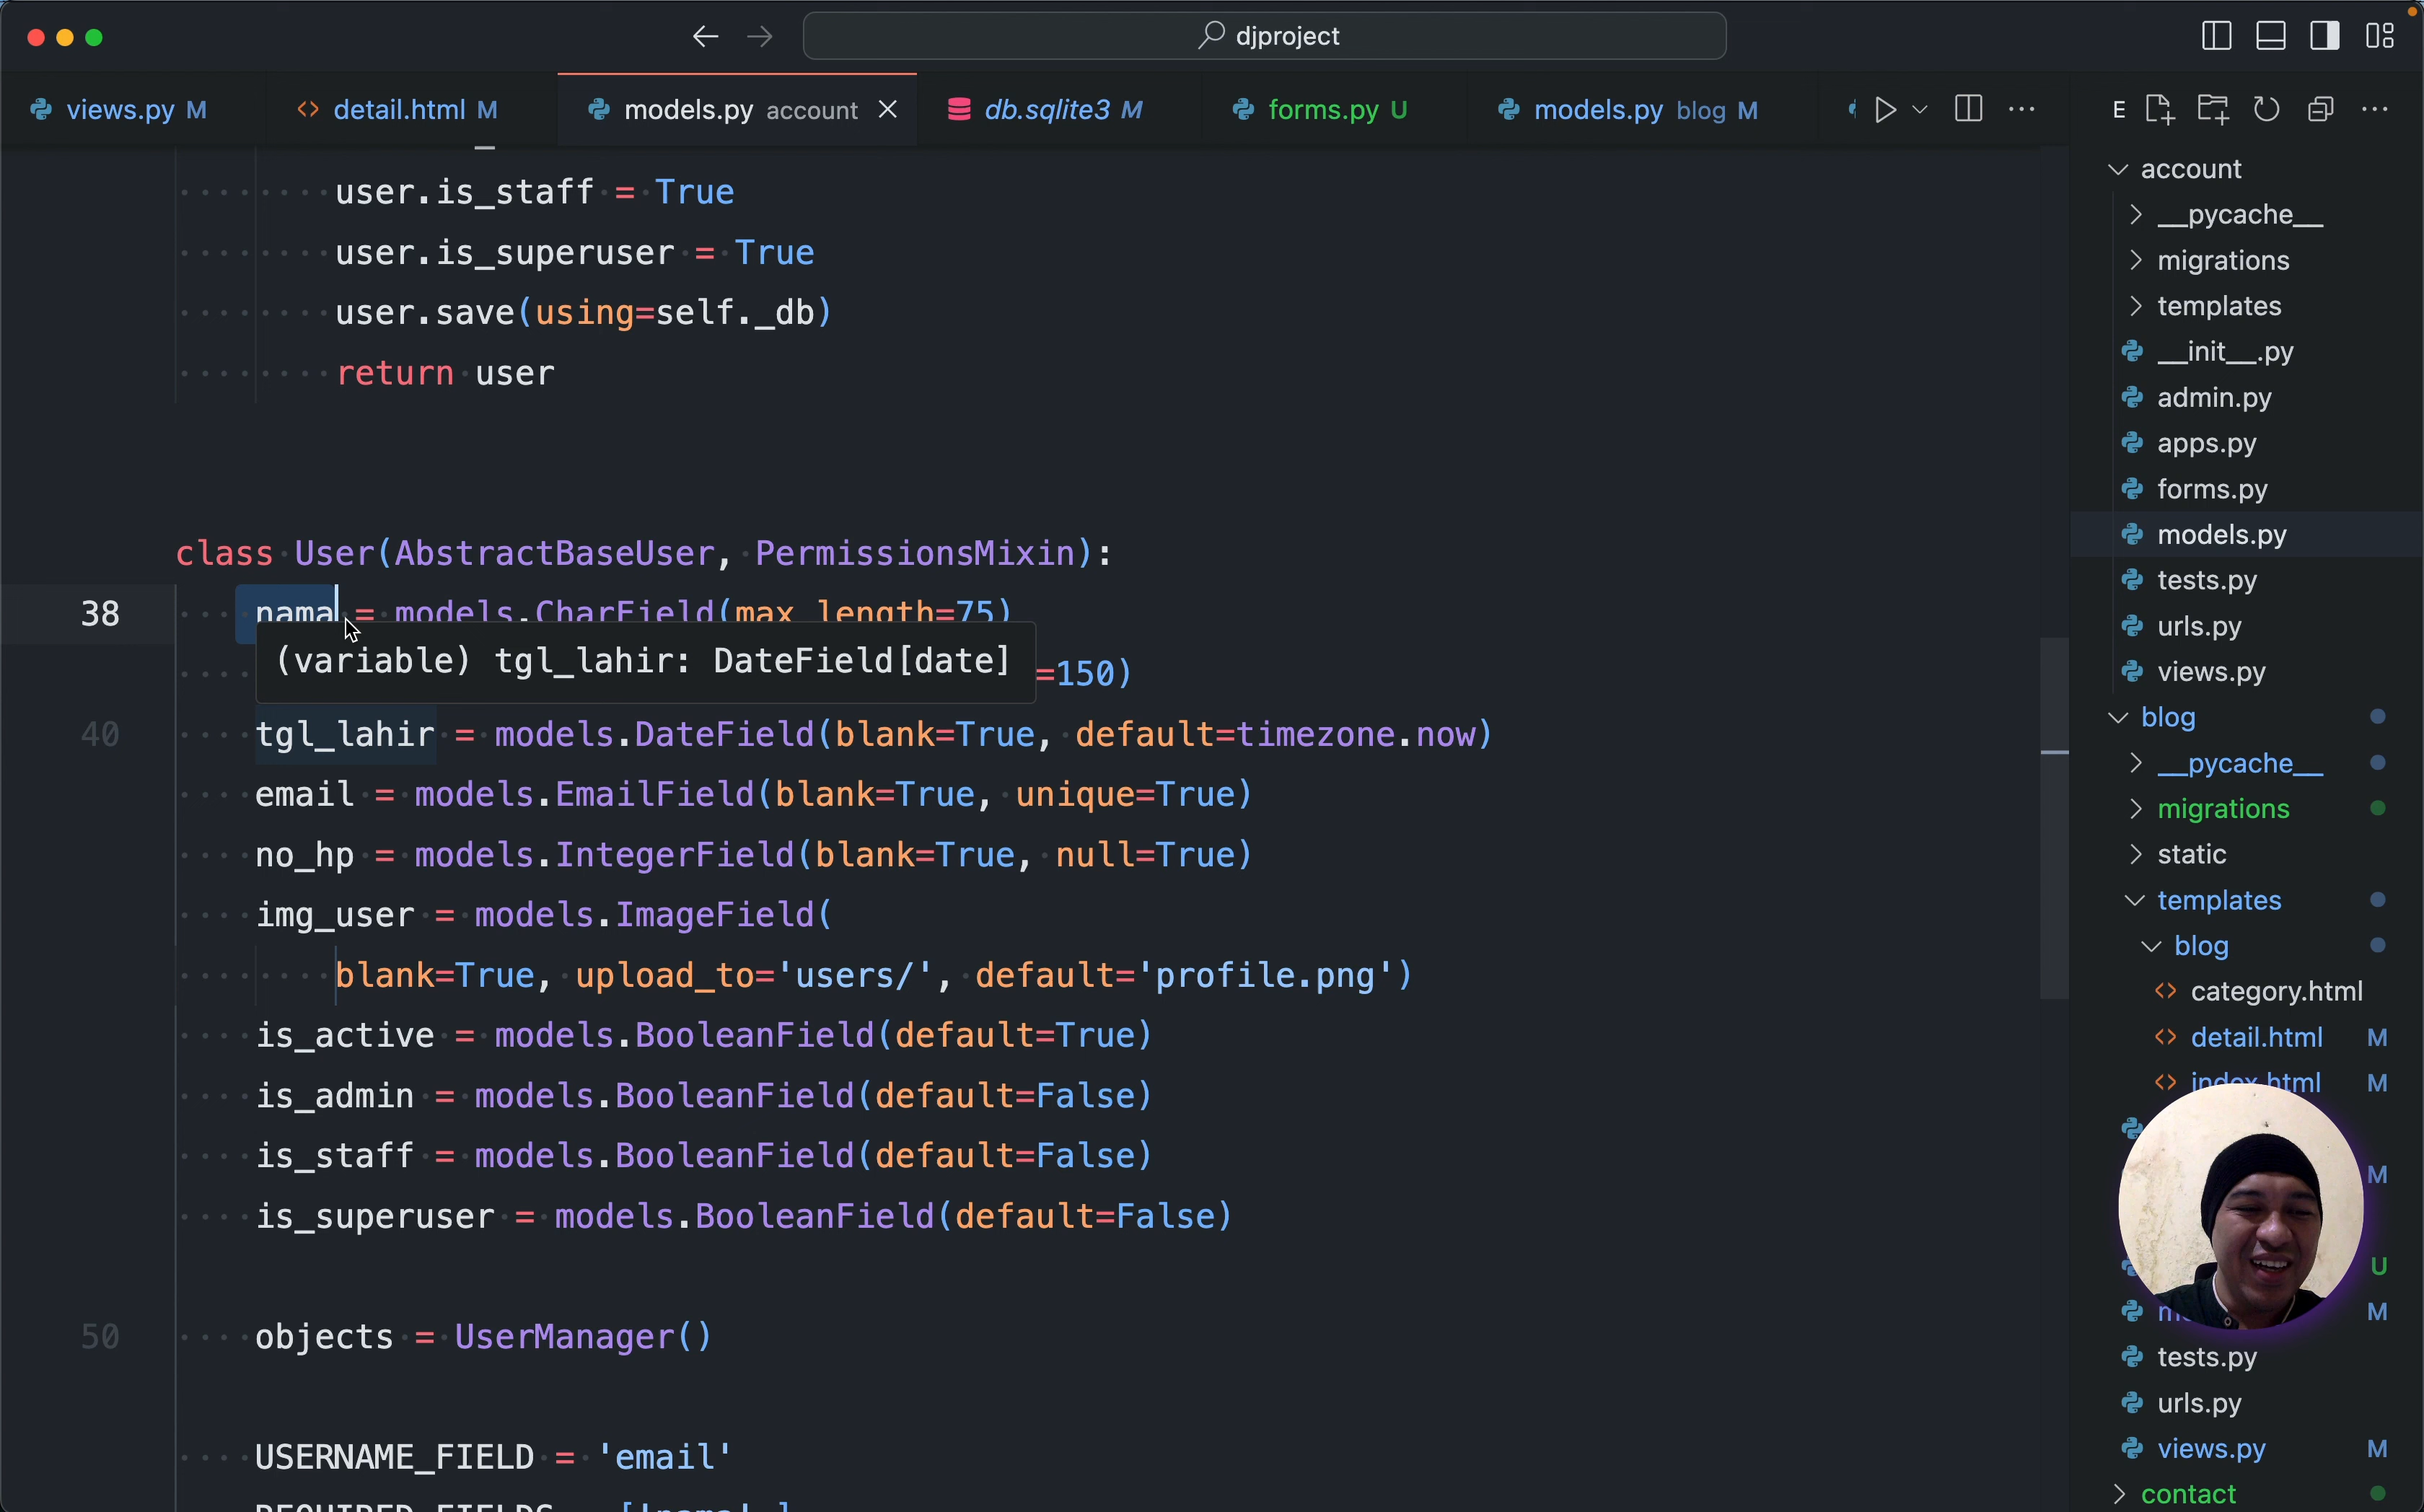 djproject
views.py M
detail.html M
models.py account
db.sqlite3 M
forms.py U
models.py blog M
E
user.is_staff = True
user.is_superuser = True
user.save(using=self._db)
return user
class User(AbstractBaseUser, PermissionsMixin):
38 nama = models.CharField(max_length=75)
(variable) tgl_lahir: DateField[date]
=150)
40 tgl_lahir = models.DateField(blank=True, default=timezone.now)
email = models.EmailField(blank=True, unique=True)
no_hp = models.IntegerField(blank=True, null=True)
img_user = models.ImageField(
blank=True, upload_to='users/', default='profile.png')
is_active = models.BooleanField(default=True)
is_admin = models.BooleanField(default=False)
is_staff = models.BooleanField(default=False)
is_superuser = models.BooleanField(default=False)
50 objects = UserManager()
USERNAME_FIELD = 'email'
account
__pycache__
migrations
templates
__init__.py
admin.py
apps.py
forms.py
models.py
tests.py
urls.py
views.py
blog
__pycache__
migrations
static
templates
blog
category.html
detail.html M
index.html M
M
U
M
tests.py
urls.py
views.py M
contact